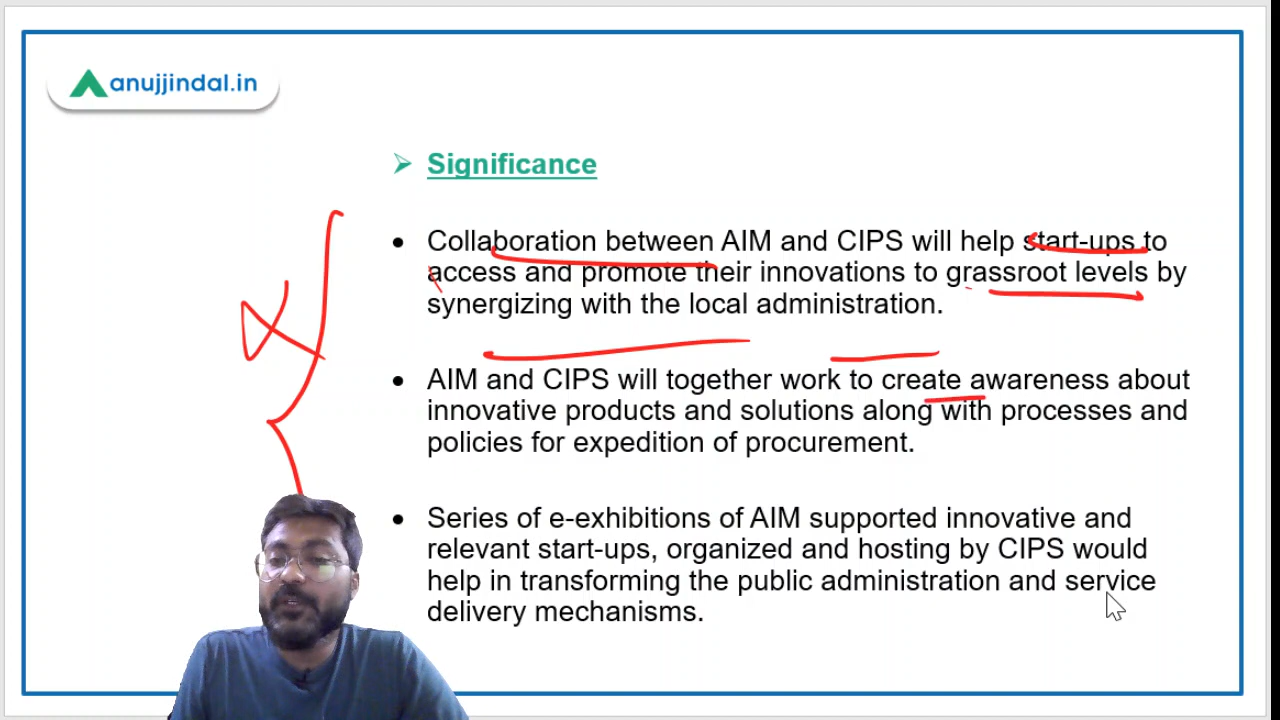 anujjindal.in
Significance
Collaboration between AIM and CIPS will help start-ups to
access and promote their innovations to grassroot levels by
synergizing with the local administration.
AIM and CIPS will together work to create awareness about
innovative products and solutions along with processes and
policies for expedition of procurement.
Series of e-exhibitions of AIM supported innovative and
relevant start-ups, organized and hosting by CIPS would
help in transforming the public administration and service
delivery mechanisms.